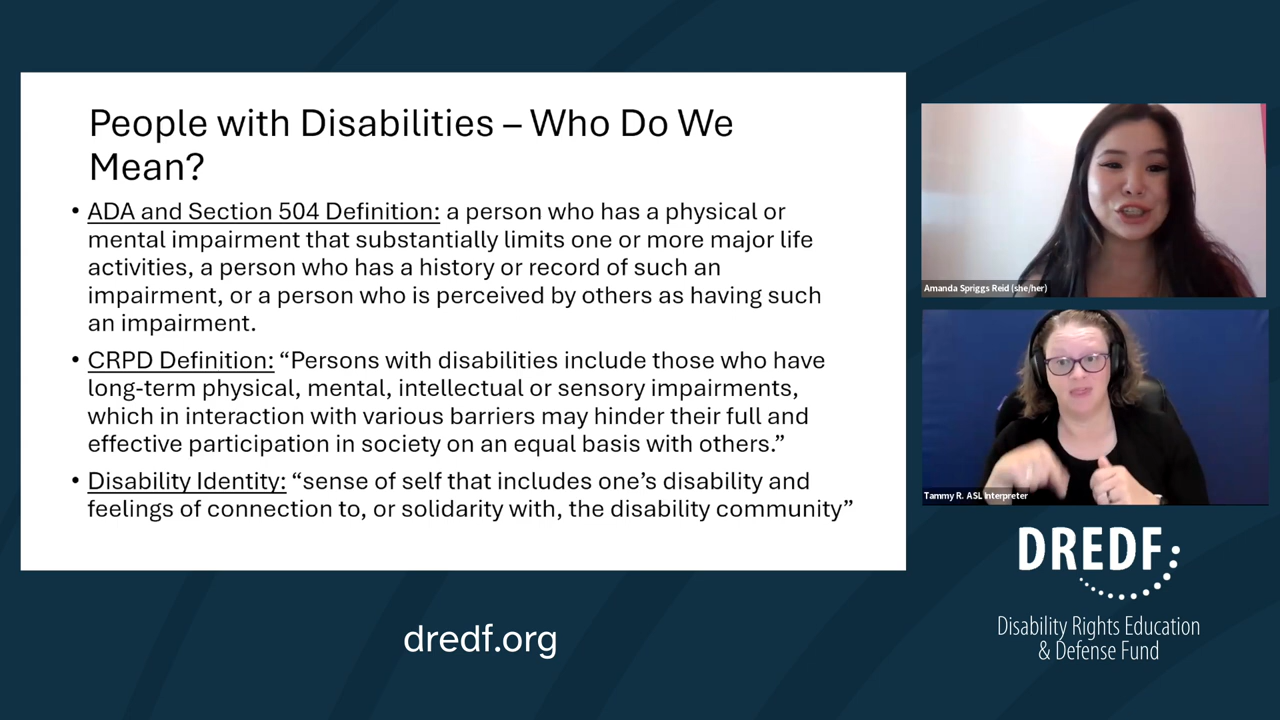 People with Disabilities – Who Do We
Mean?
• ADA and Section 504 Definition: a person who has a physical or
mental impairment that substantially limits one or more major life
activities, a person who has a history or record of such an
impairment, or a person who is perceived by others as having such
an impairment.
• CRPD Definition: “Persons with disabilities include those who have
long-term physical, mental, intellectual or sensory impairments,
which in interaction with various barriers may hinder their full and
effective participation in society on an equal basis with others.”
• Disability Identity: “sense of self that includes one’s disability and
feelings of connection to, or solidarity with, the disability community”
Amanda Spriggs Reid (she/her)
Tammy R. ASL Interpreter
DREDF
Disability Rights Education
& Defense Fund
dredf.org